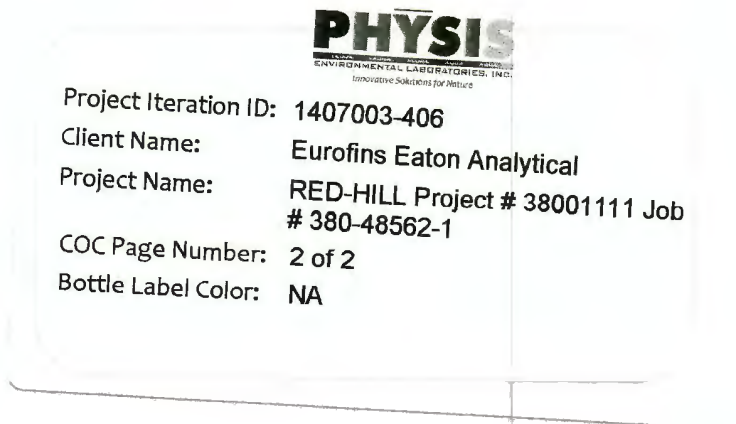 PHYSIS
ENVIRONMENTAL LABORATORIES, INC.
Innovative Solutions for Nature
Project Iteration ID: 1407003-406
Client Name: Eurofins Eaton Analytical
Project Name: RED-HILL Project # 38001111 Job
# 380-48562-1
COC Page Number: 2 of 2
Bottle Label Color: NA